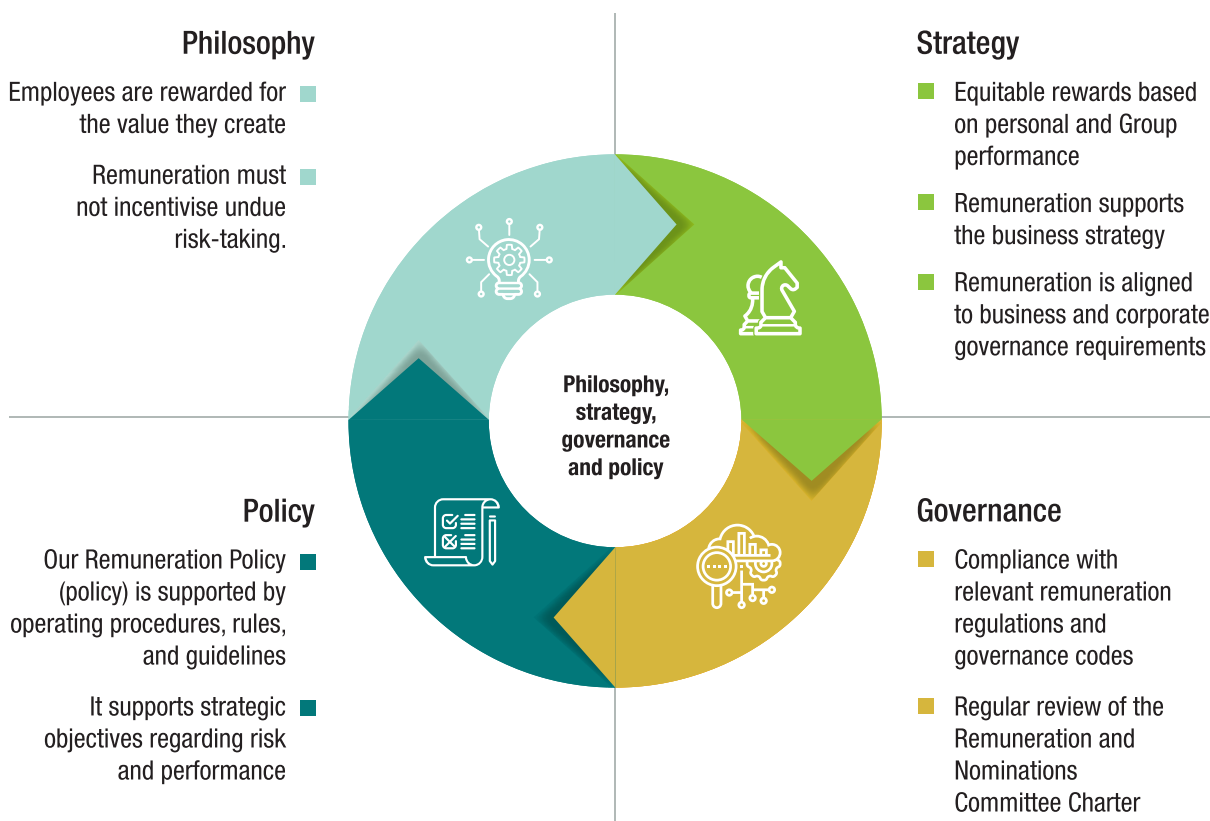 Philosophy
Employees are rewarded for
the value they create
Remuneration must
not incentivise undue
risk-taking.
Strategy
Equitable rewards based
on personal and Group
performance
Remuneration supports
the business strategy
Remuneration is aligned
to business and corporate
governance requirements
Philosophy,
strategy,
governance
and policy
Policy
Our Remuneration Policy
(policy) is supported by
operating procedures, rules,
and guidelines
It supports strategic
objectives regarding risk
and performance
Governance
Compliance with
relevant remuneration
regulations and
governance codes
Regular review of the
Remuneration and
Nominations
Committee Charter